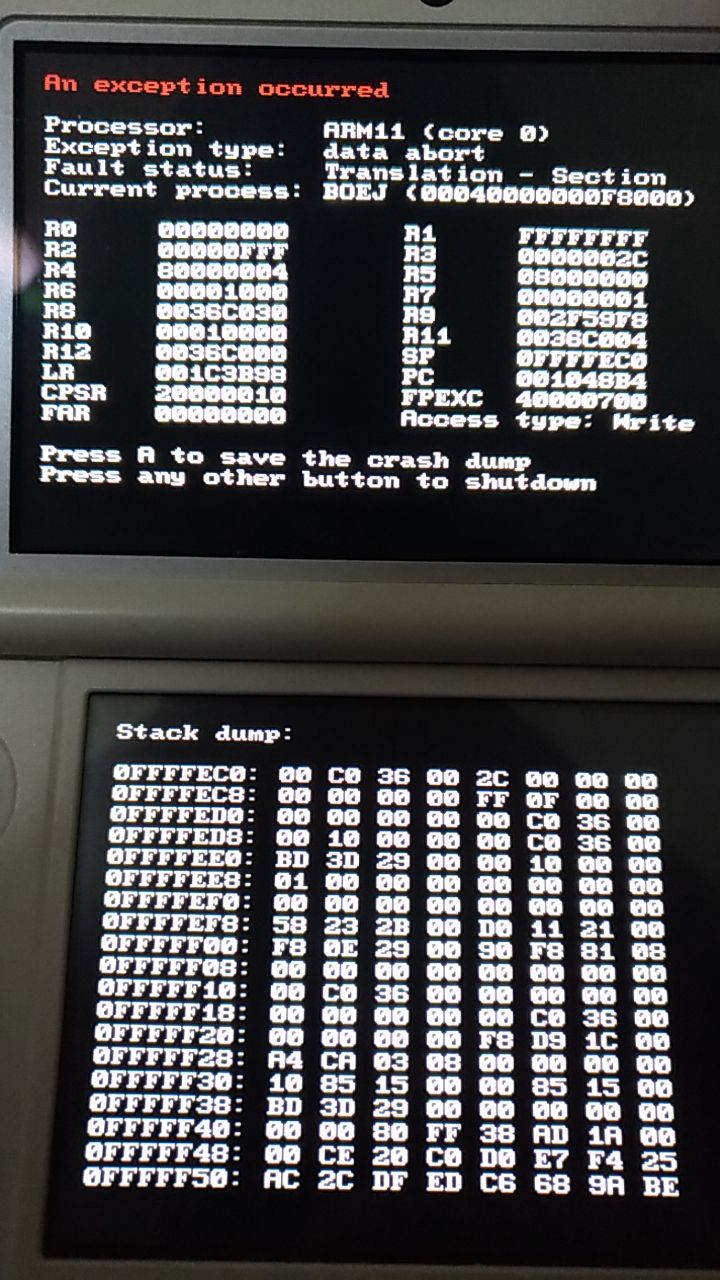 An exception occurred
Processor: ARM11 (core 0)
Exception type: data abort
Fault status: Translation - Section
Current process: BOEJ (00040000000F8000)
R0 00000000 R1 FFFFFFFF
R2 00000FFF R3 0000002C
R4 80000004 R5 08000000
R6 00001000 R7 00000001
R8 0036C030 R9 002F59F8
R10 00010000 R11 0036C004
R12 0036C000 SP 0FFFFEC0
LR 001C3B98 PC 001048B4
CPSR 20000010 FPEXC 40000700
FAR 00000000 Access type: Write
Press A to save the crash dump
Press any other button to shutdown
Stack dump:
0FFFFEC0: 00 C0 36 00 2C 00 00 00
0FFFFEC8: 00 00 00 00 FF 0F 00 00
0FFFFED0: 00 00 00 00 00 C0 36 00
0FFFFED8: 00 10 00 00 00 C0 36 00
0FFFFEE0: BD 3D 29 00 00 10 00 00
0FFFFEE8: 01 00 00 00 00 00 00 00
0FFFFEF0: 00 00 00 00 00 00 00 00
0FFFFEF8: 58 23 2B 00 D0 11 21 00
0FFFFF00: F8 0E 29 00 90 F8 81 08
0FFFFF08: 00 00 00 00 00 00 00 00
0FFFFF10: 00 C0 36 00 00 00 00 00
0FFFFF18: 00 00 00 00 00 C0 36 00
0FFFFF20: 00 00 00 00 F8 D9 1C 00
0FFFFF28: A4 CA 03 08 00 00 00 00
0FFFFF30: 10 85 15 00 00 85 15 00
0FFFFF38: BD 3D 29 00 00 00 00 00
0FFFFF40: 00 00 80 FF 38 AD 1A 00
0FFFFF48: 00 CE 20 C0 D0 E7 F4 25
0FFFFF50: AC 2C DF ED C6 68 9A BE